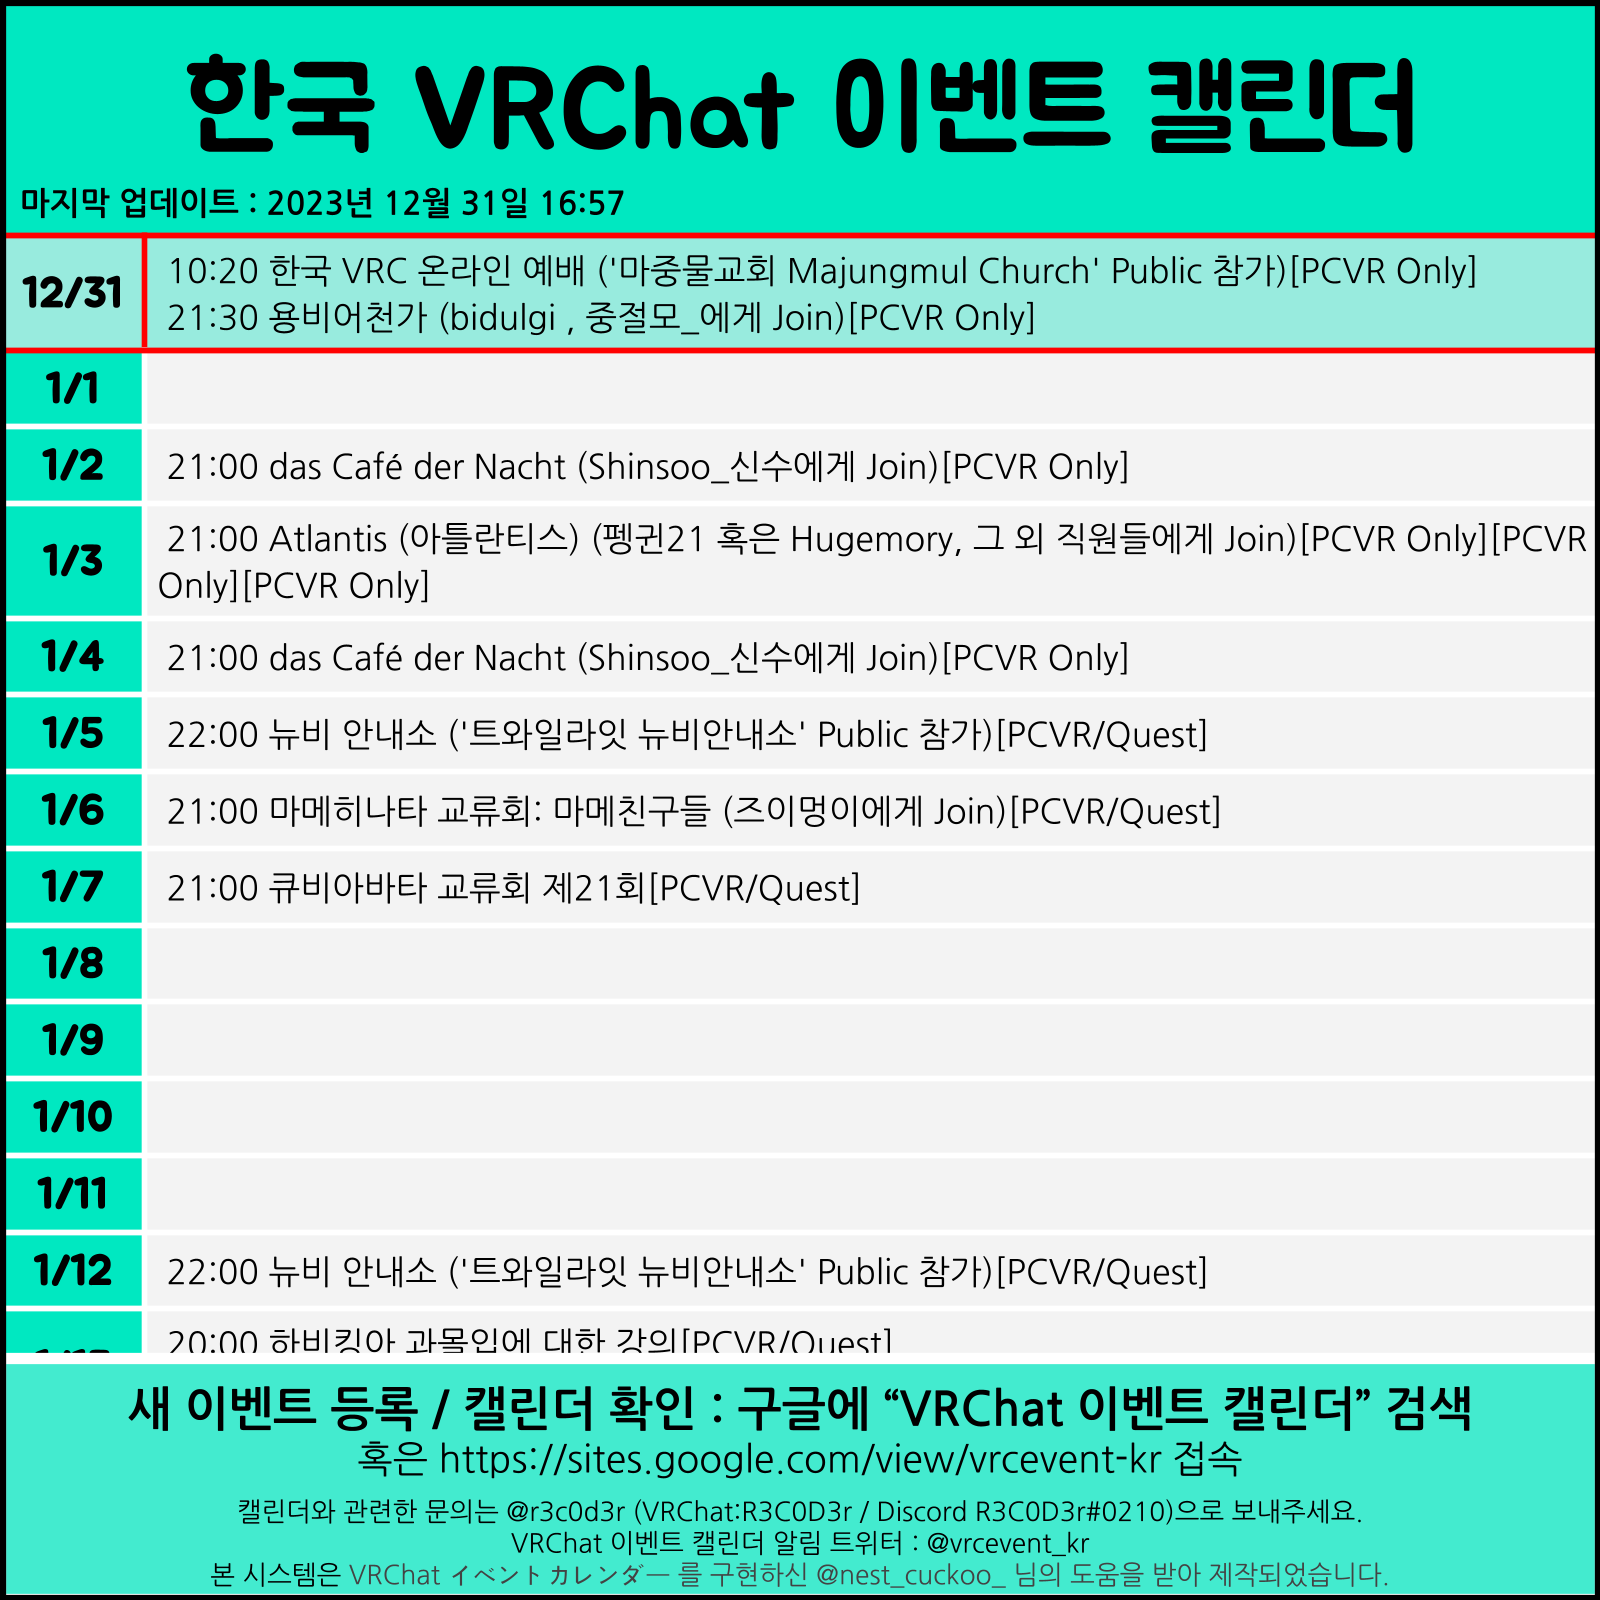 한국 VRChat 이벤트 캘린더
마지막 업데이트 : 2023년 12월 31일 16:57
12/31
10:20 한국 VRC 온라인 예배 ('마중물교회 Majungmul Church' Public 참가)[PCVR Only]
21:30 용비어천가 (bidulgi , 중절모_에게 Join)[PCVR Only]
1/1
1/2
21:00 das Café der Nacht (Shinsoo_신수에게 Join)[PCVR Only]
1/3
21:00 Atlantis (아틀란티스) (펭귄21 혹은 Hugemory, 그 외 직원들에게 Join)[PCVR Only][PCVR
Only][PCVR Only]
1/4
21:00 das Café der Nacht (Shinsoo_신수에게 Join)[PCVR Only]
1/5
22:00 뉴비 안내소 ('트와일라잇 뉴비안내소' Public 참가)[PCVR/Quest]
1/6
21:00 마메히나타 교류회: 마메친구들 (즈이멍이에게 Join)[PCVR/Quest]
1/7
21:00 큐비아바타 교류회 제21회[PCVR/Quest]
1/8
1/9
1/10
1/11
1/12
22:00 뉴비 안내소 ('트와일라잇 뉴비안내소' Public 참가)[PCVR/Quest]
20:00 하비킹아 과몰입에 대한 강의[PCVR/Quest]
새 이벤트 등록 / 캘린더 확인 : 구글에 “VRChat 이벤트 캘린더” 검색
혹은 https://sites.google.com/view/vrcevent-kr 접속
캘린더와 관련한 문의는 @r3c0d3r (VRChat:R3C0D3r / Discord R3C0D3r#0210)으로 보내주세요.
VRChat 이벤트 캘린더 알림 트위터 : @vrcevent_kr
본 시스템은 VRChat イベントカレンダー 를 구현하신 @nest_cuckoo_ 님의 도움을 받아 제작되었습니다.